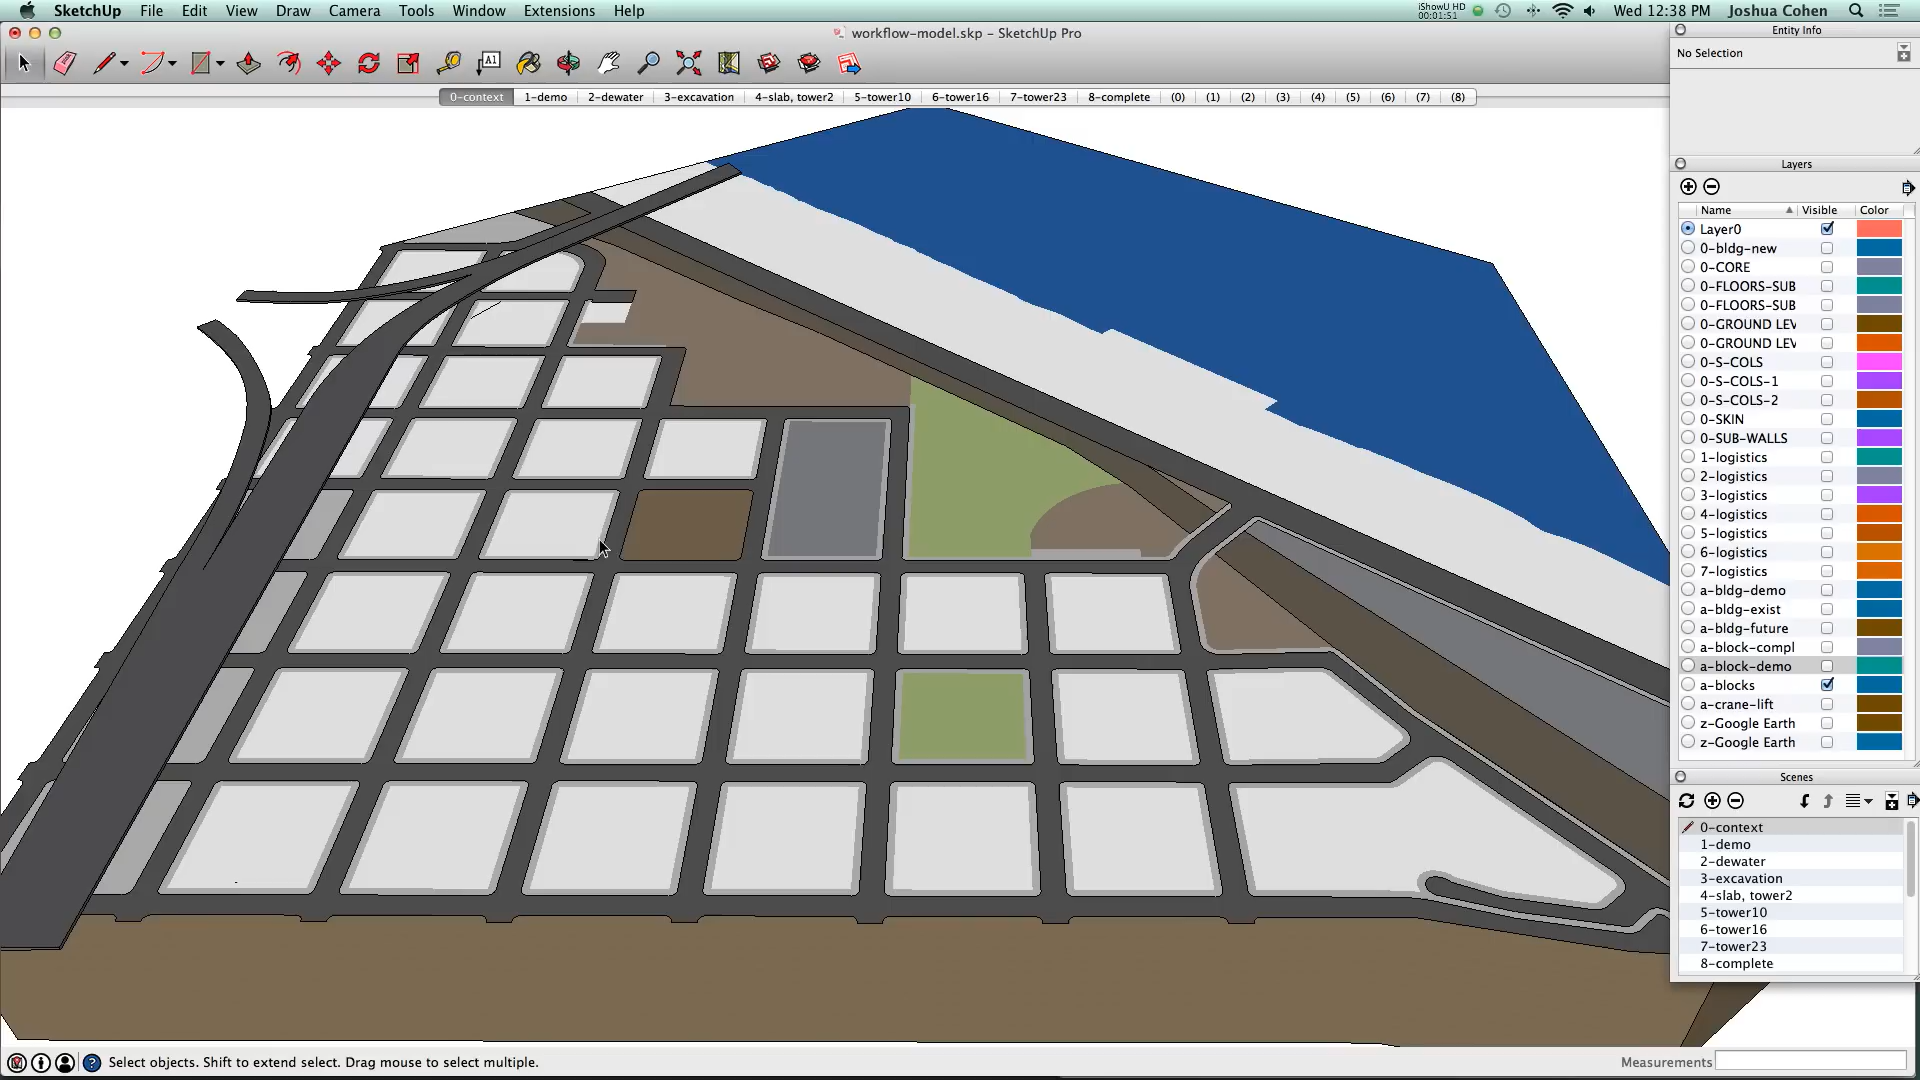 SketchUp File Edit View Draw Camera Tools Window Extensions Help iShowU HD 00:01:51 Wed 12:38 PM Joshua Cohen
workflow-model.skp - SketchUp Pro
A1
0-context 1-demo 2-dewater 3-excavation 4-slab, tower2 5-tower10 6-tower16 7-tower23 8-complete (0) (1) (2) (3) (4) (5) (6) (7) (8)
Entity Info
No Selection
Layers
Name Visible Color
Layer0
0-bldg-new
0-CORE
0-FLOORS-SUB
0-FLOORS-SUB
0-GROUND LEV
0-GROUND LEV
0-S-COLS
0-S-COLS-1
0-S-COLS-2
0-SKIN
0-SUB-WALLS
1-logistics
2-logistics
3-logistics
4-logistics
5-logistics
6-logistics
7-logistics
a-bldg-demo
a-bldg-exist
a-bldg-future
a-block-compl
a-block-demo
a-blocks
a-crane-lift
z-Google Earth
z-Google Earth
Scenes
0-context
1-demo
2-dewater
3-excavation
4-slab, tower2
5-tower10
6-tower16
7-tower23
8-complete
Select objects. Shift to extend select. Drag mouse to select multiple.
Measurements